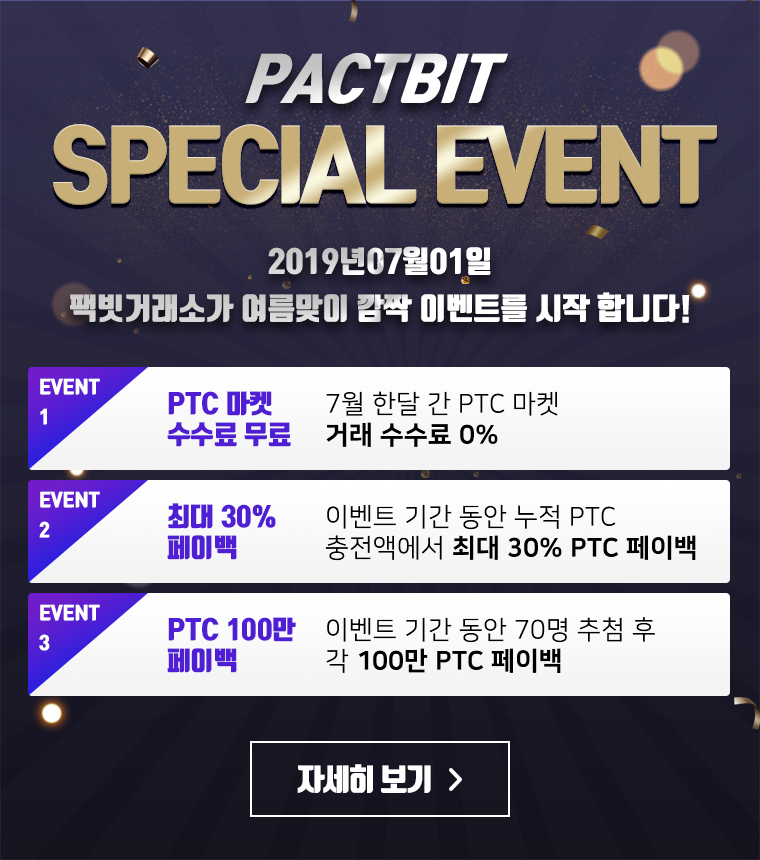 PACTBIT
SPECIAL EVENT
2019년07월01일
팩빗거래소가 여름맞이 깜짝 이벤트를 시작 합니다!
EVENT
1
PTC 마켓
수수료 무료
7월 한달 간 PTC 마켓
거래 수수료 0%
EVENT
2
최대 30%
페이백
이벤트 기간 동안 누적 PTC
충전액에서 최대 30% PTC 페이백
EVENT
3
PTC 100만
페이백
이벤트 기간 동안 70명 추첨 후
각 100만 PTC 페이백
자세히 보기